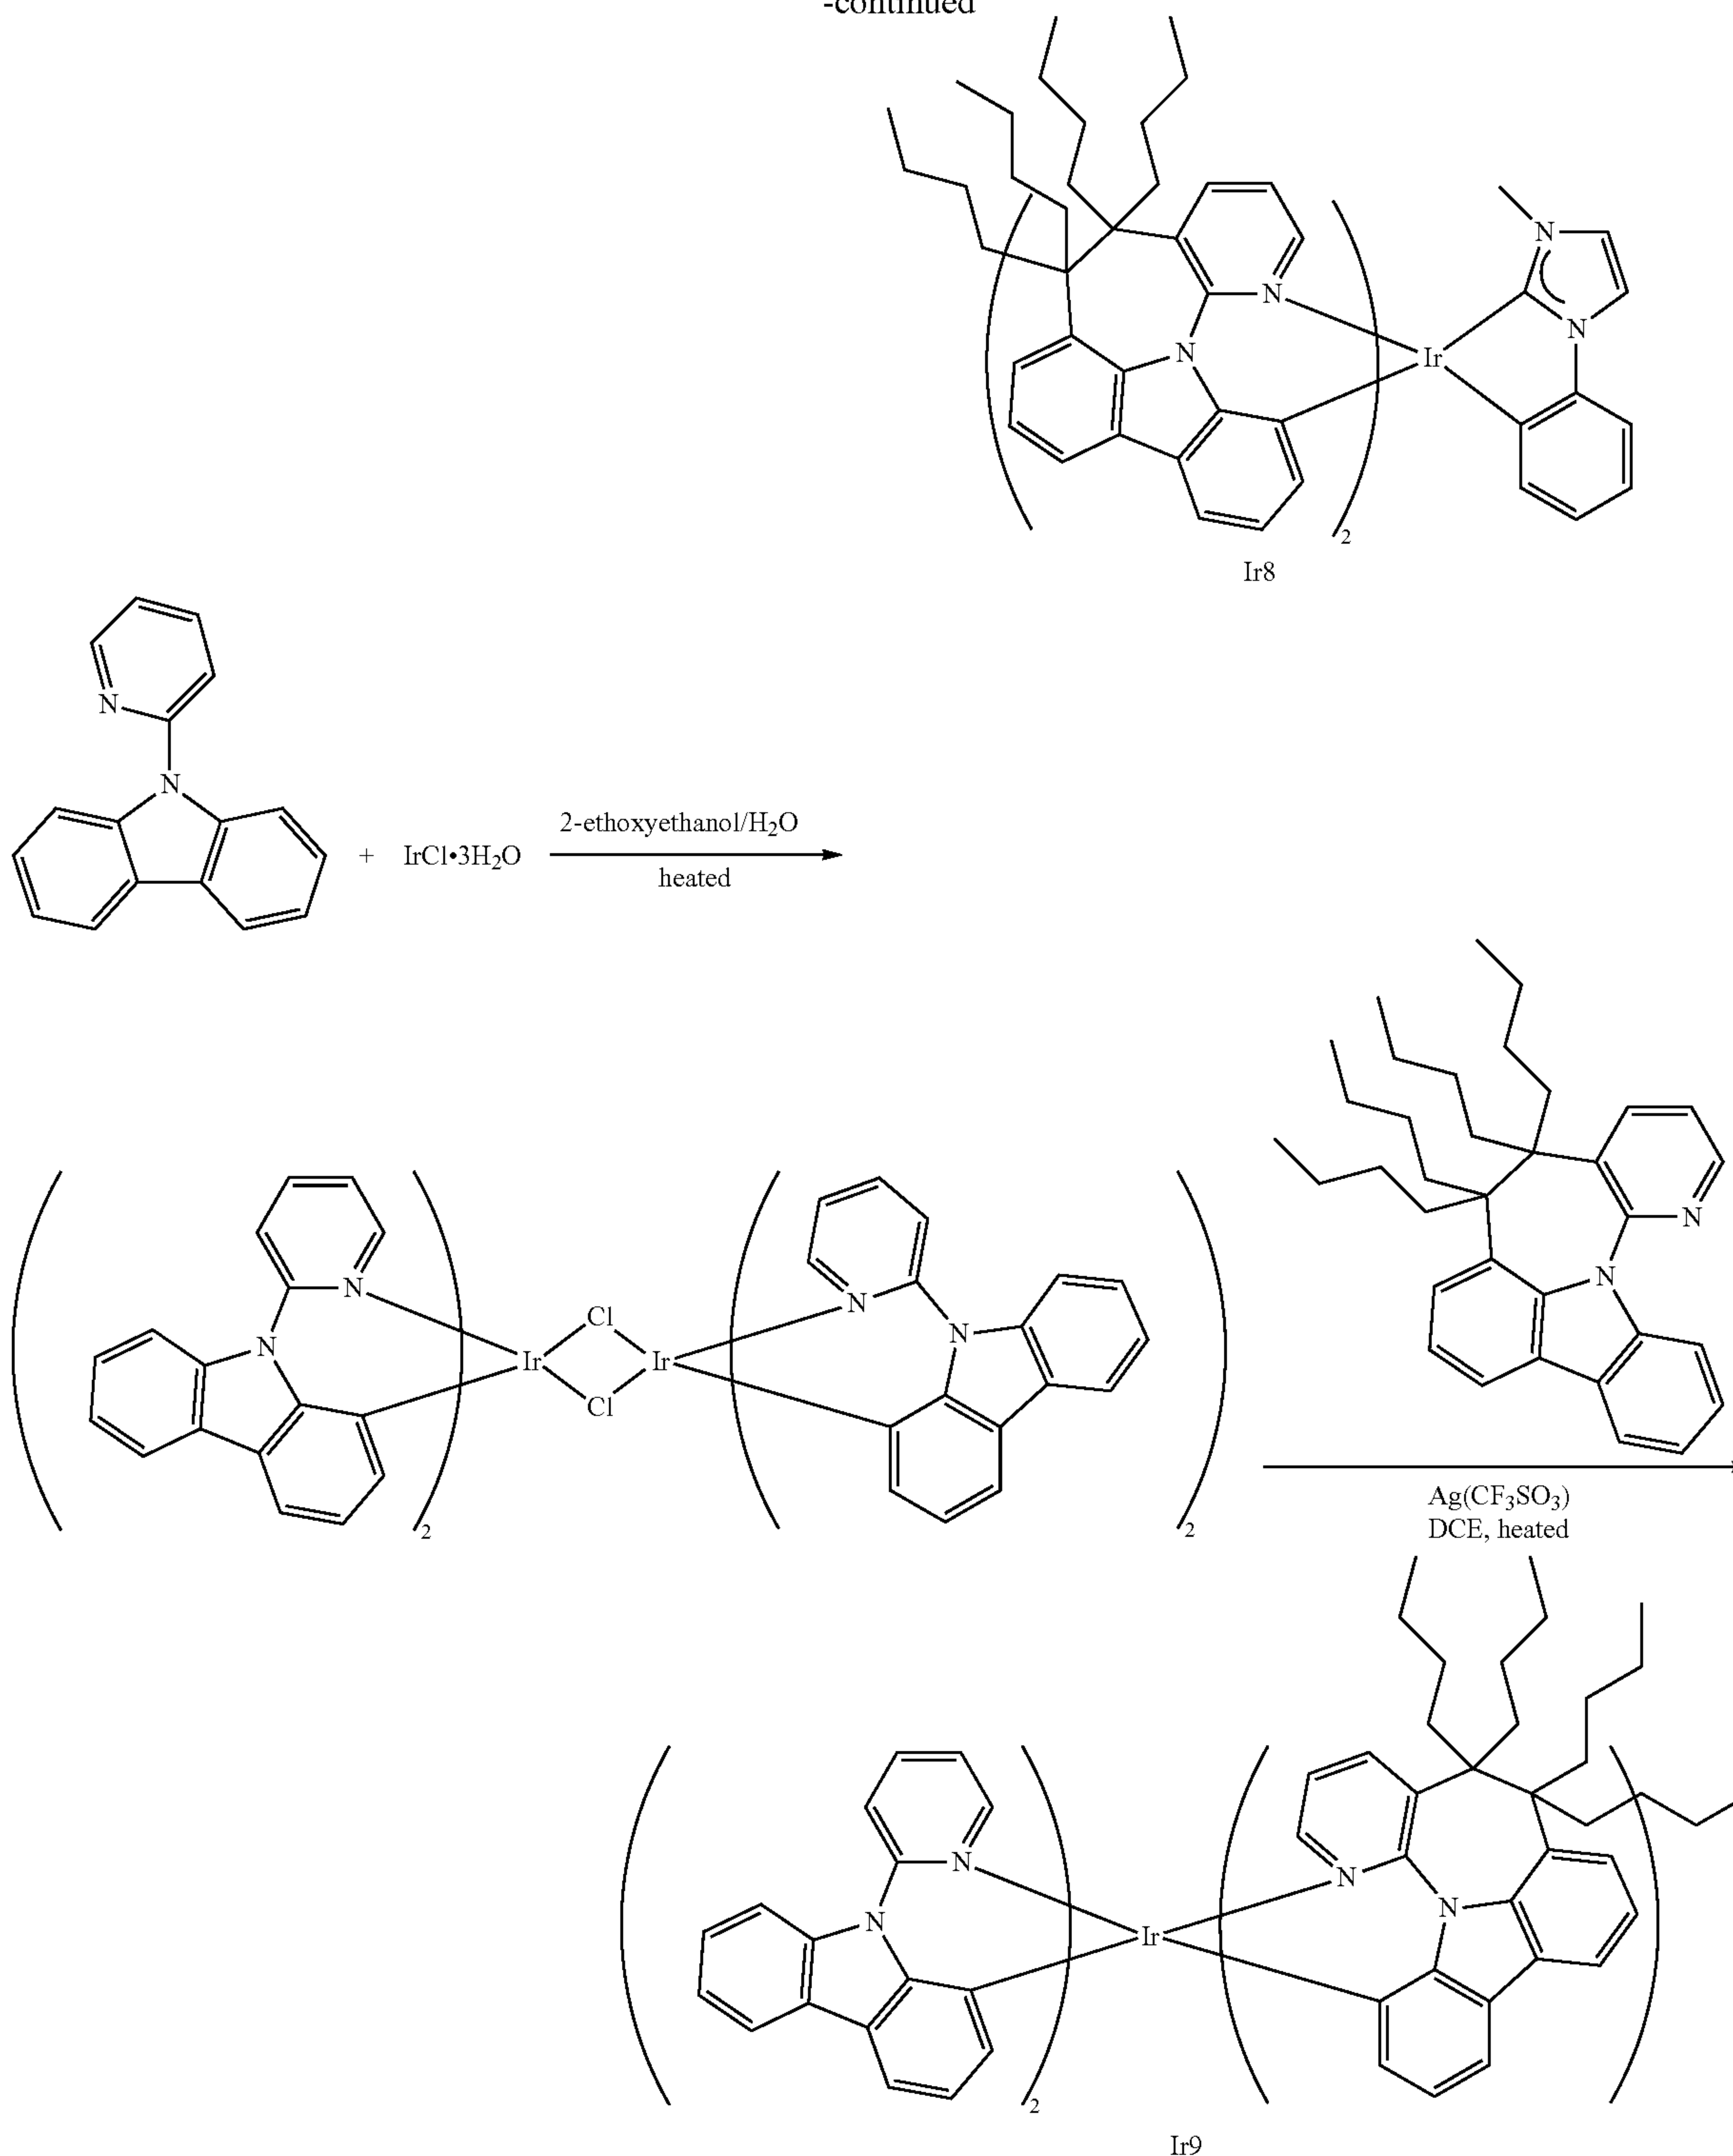 -continued
N
N
N
N
Ir
2
Ir8
N
N
+ IrCl•3H₂O
2-ethoxyethanol/H₂O
heated
N
N
N
N
N
N
Cl
Ir Ir
Cl
2
2
Ag(CF₃SO₃)
DCE, heated
N
N
N
N
Ir
2
Ir9